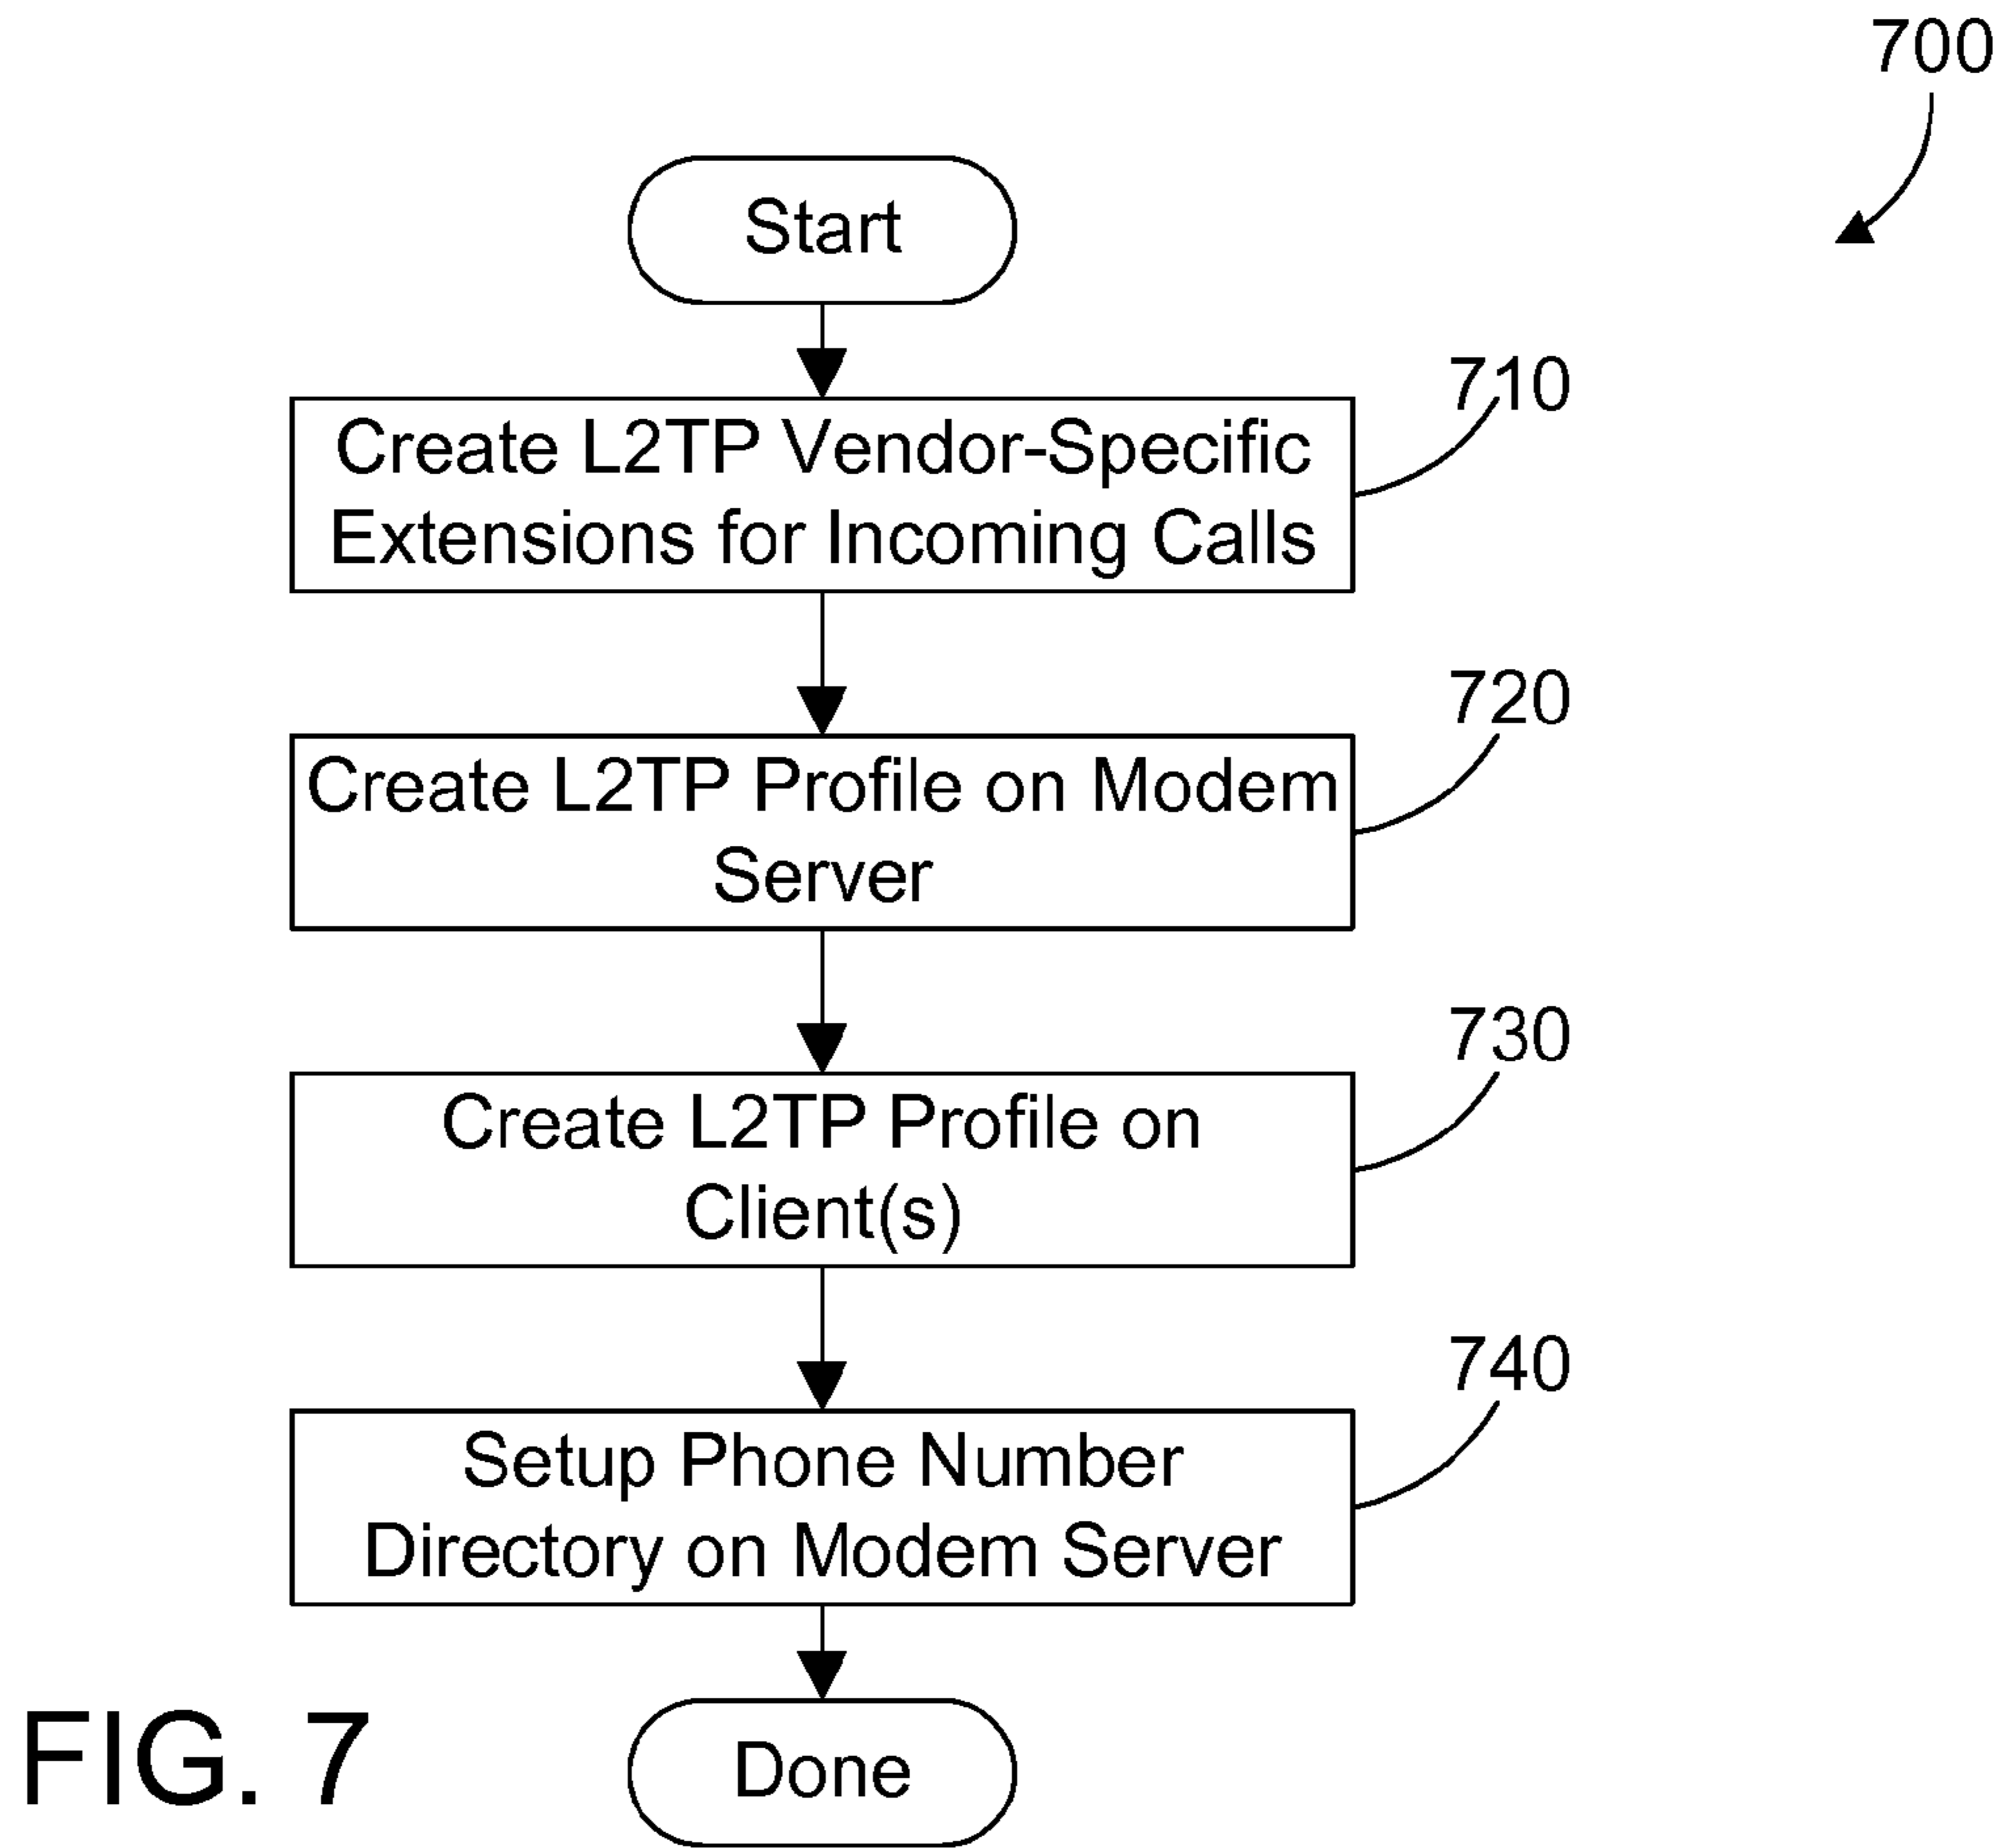 700
Start
710
Create L2TP Vendor-Specific
Extensions for Incoming Calls
720
Create L2TP Profile on Modem
Server
730
Create L2TP Profile on
Client(s)
740
Setup Phone Number
Directory on Modem Server
Done
FIG. 7